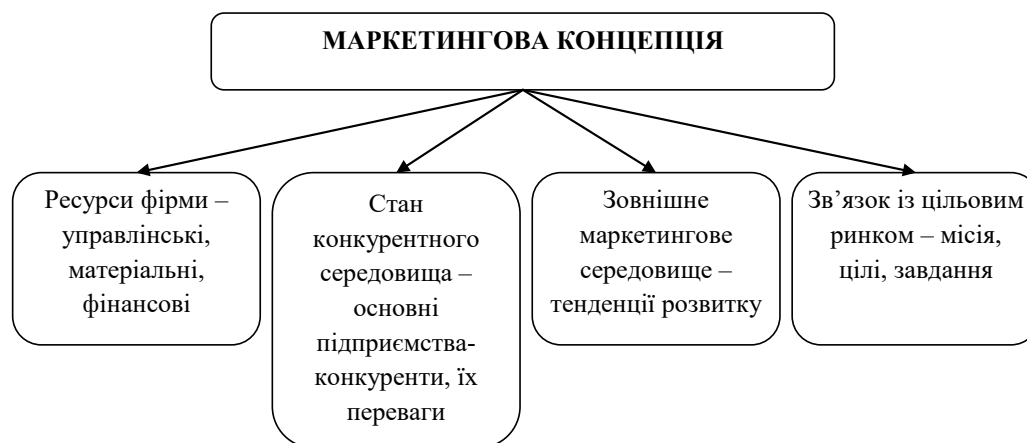 МАРКЕТИНГОВА КОНЦЕПЦІЯ
Ресурси фірми –
управлінські,
матеріальні,
фінансові
Стан
конкурентного
середовища –
основні
підприємства-
конкуренти, їх
переваги
Зовнішнє
маркетингове
середовище –
тенденції розвитку
Зв’язок із цільовим
ринком – місія,
цілі, завдання